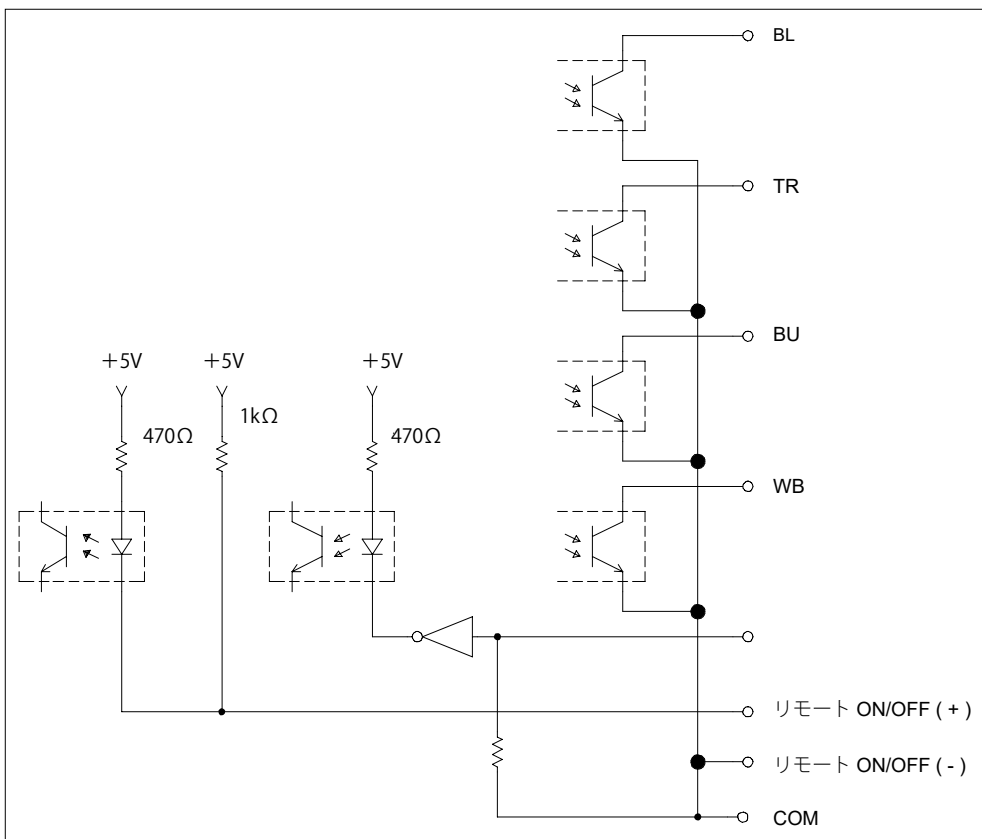 BL
TR
BU
+5V
+5V
+5V
1kΩ
470Ω
470Ω
WB
リモート ON/OFF ( + )
リモート ON/OFF ( - )
COM